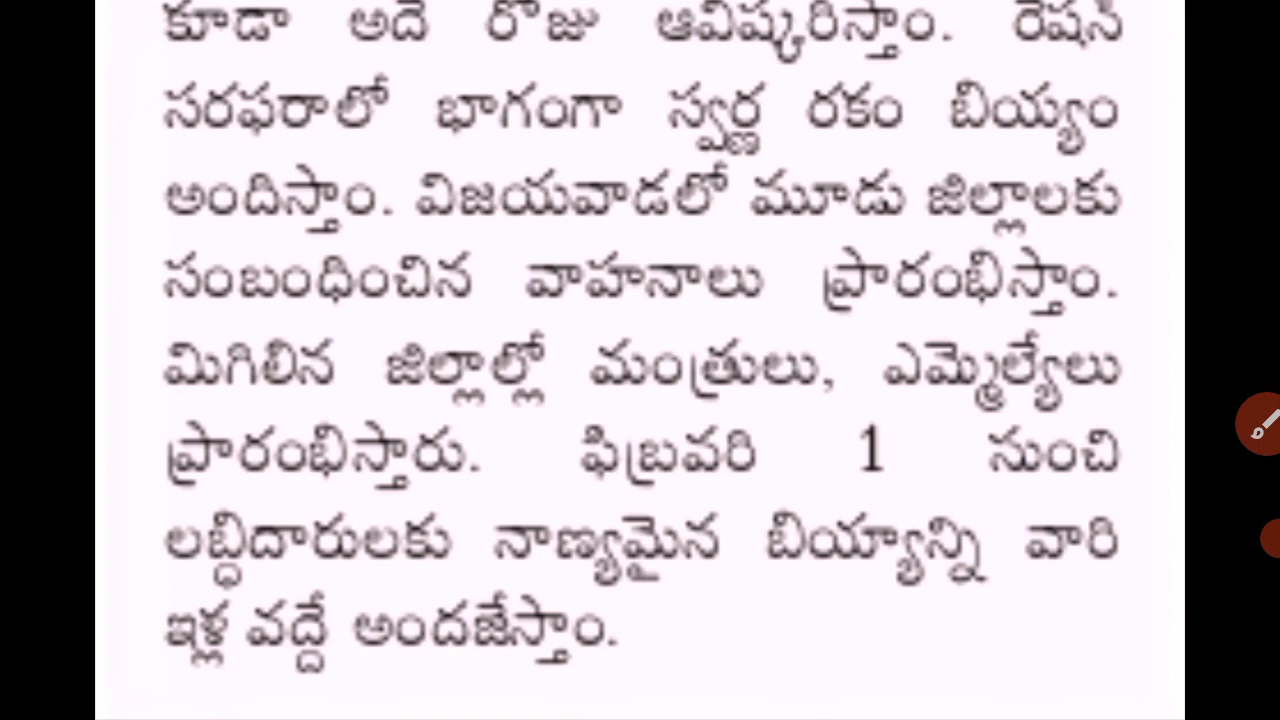 కూడా అదే రోజు ఆవిష్కరిస్తాం. రేషన్
సరఫరాలో భాగంగా స్వర్ణ రకం బియ్యం
అందిస్తాం. విజయవాడలో మూడు జిల్లాలకు
సంబంధించిన వాహనాలు ప్రారంభిస్తాం.
మిగిలిన జిల్లాల్లో మంత్రులు, ఎమ్మెల్యేలు
ప్రారంభిస్తారు. ఫిబ్రవరి 1 నుంచి
లబ్ధిదారులకు నాణ్యమైన బియ్యాన్ని వారి
ఇళ్ల వద్దే అందజేస్తాం.